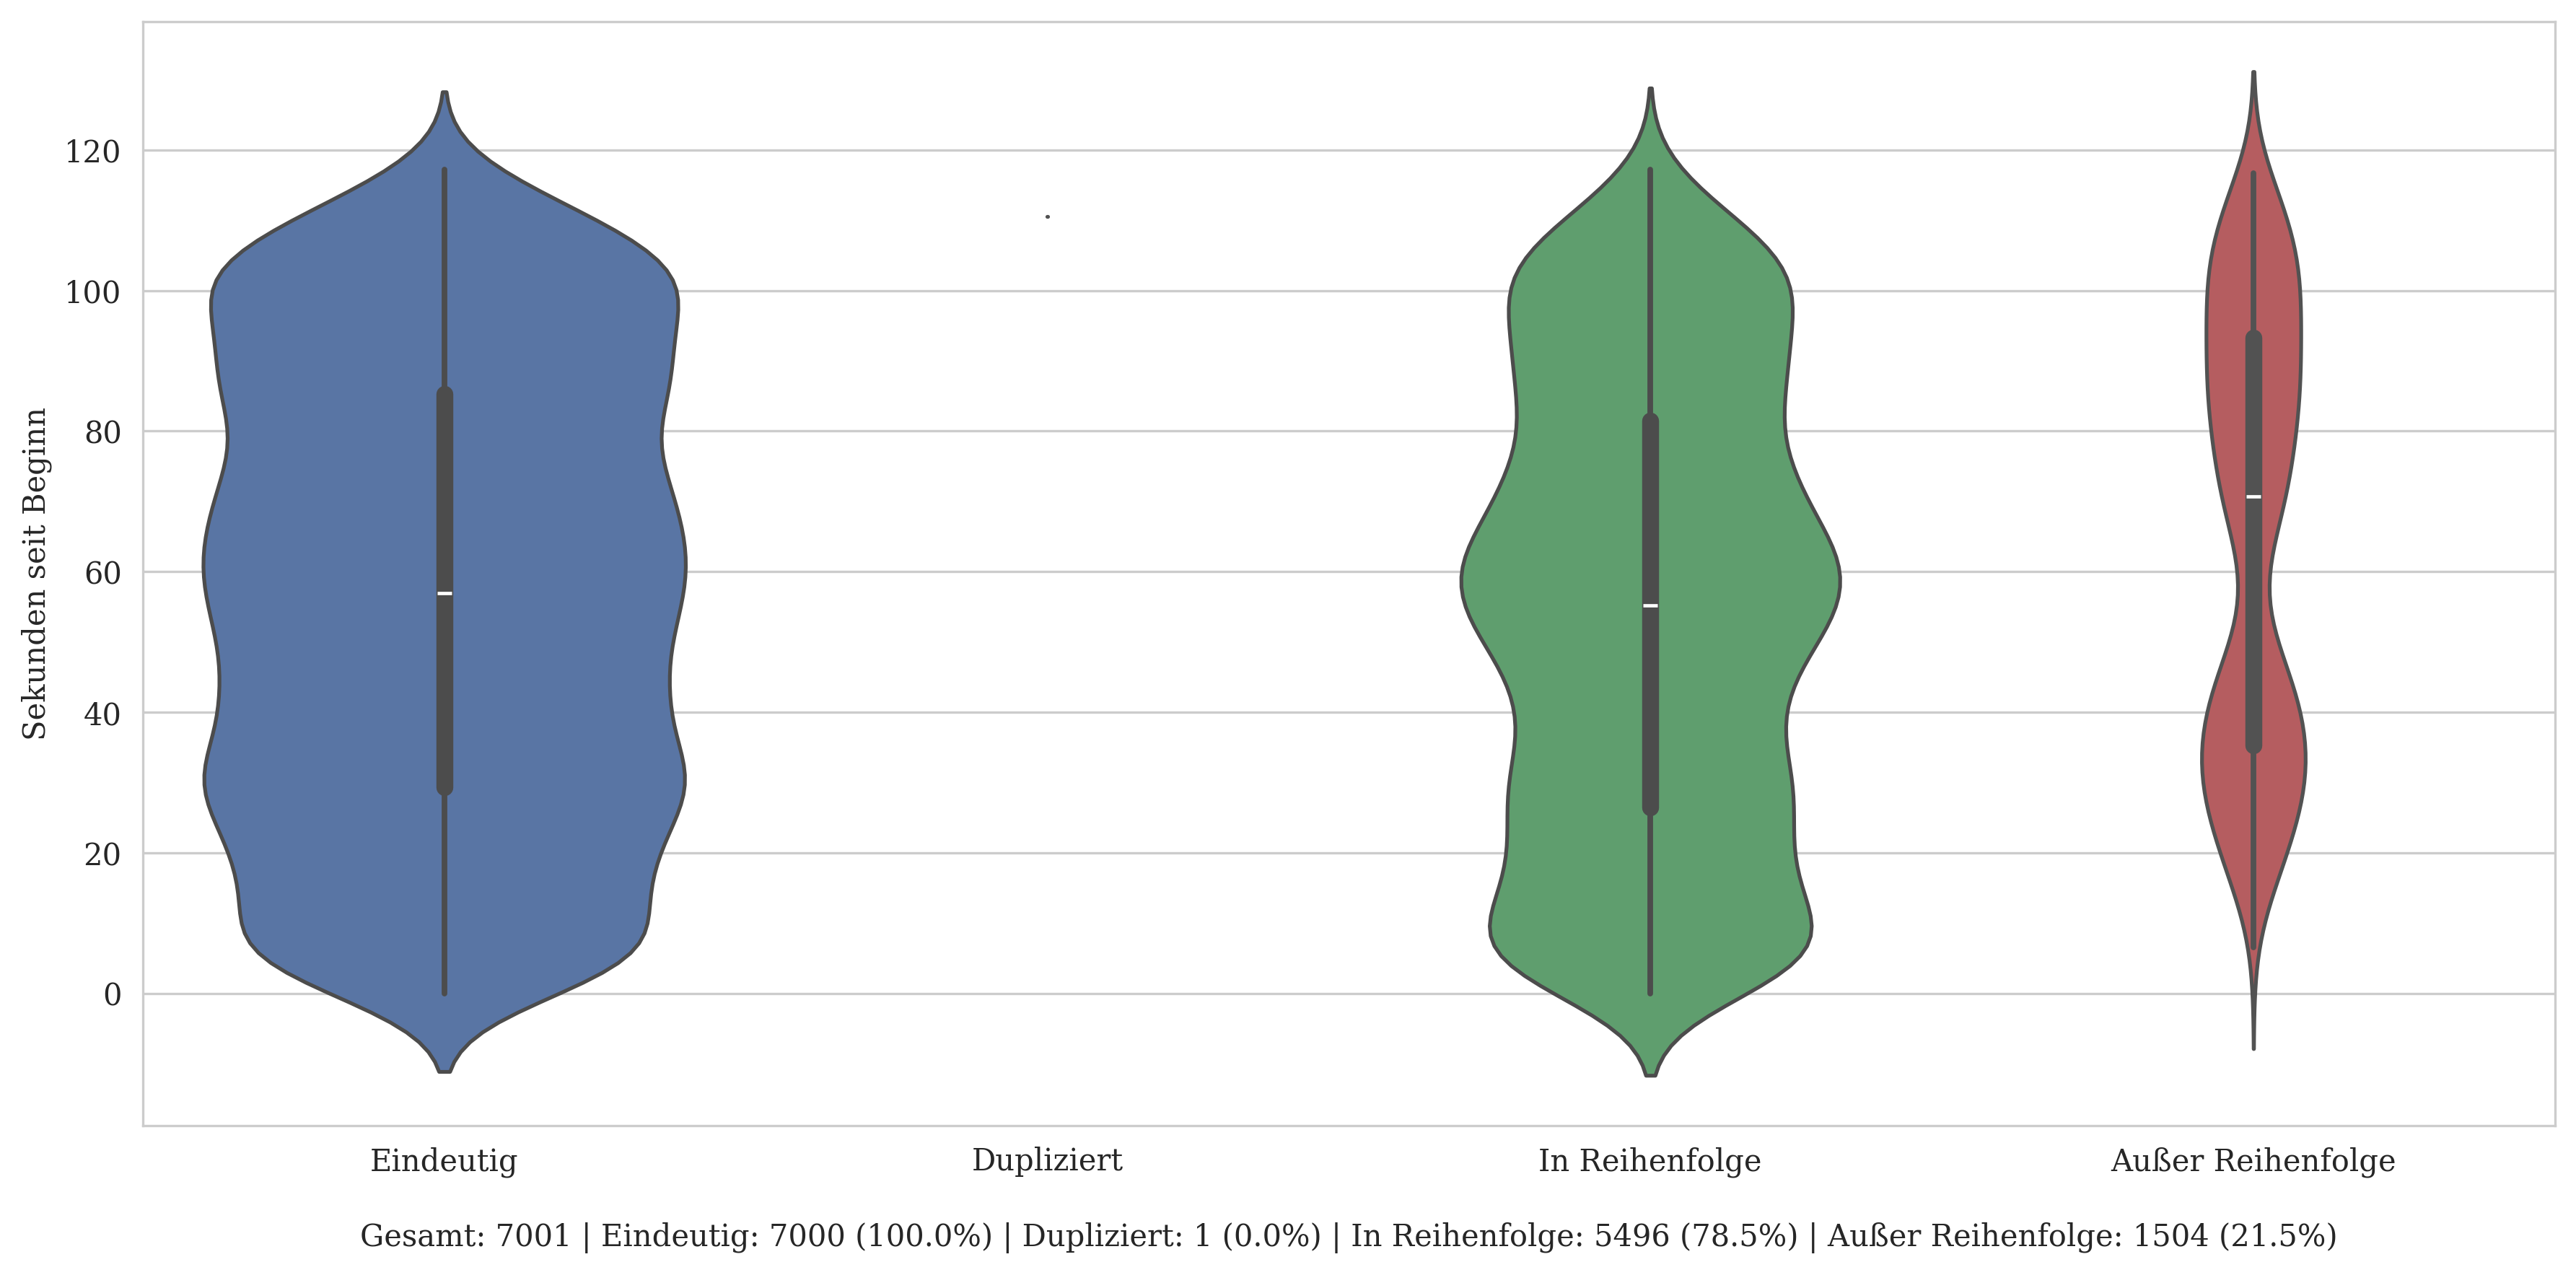 Sekunden seit Beginn
120
100
80
60
40
20
0
Eindeutig Dupliziert In Reihenfolge Außer Reihenfolge
Gesamt: 7001 | Eindeutig: 7000 (100.0%) | Dupliziert: 1 (0.0%) | In Reihenfolge: 5496 (78.5%) | Außer Reihenfolge: 1504 (21.5%)